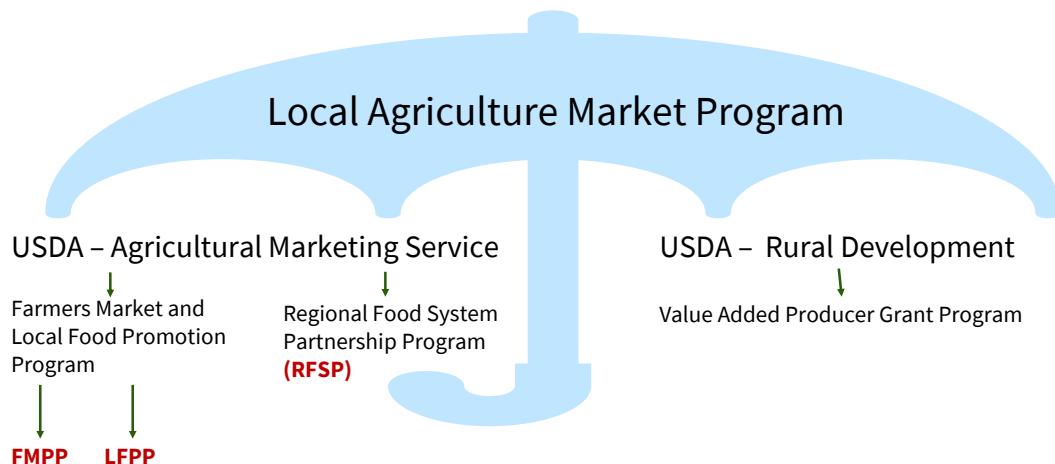 Local Agriculture Market Program
USDA – Agricultural Marketing Service
Farmers Market and
Local Food Promotion
Program
FMPP LFPP
Regional Food System
Partnership Program
(RFSP)
USDA – Rural Development
Value Added Producer Grant Program